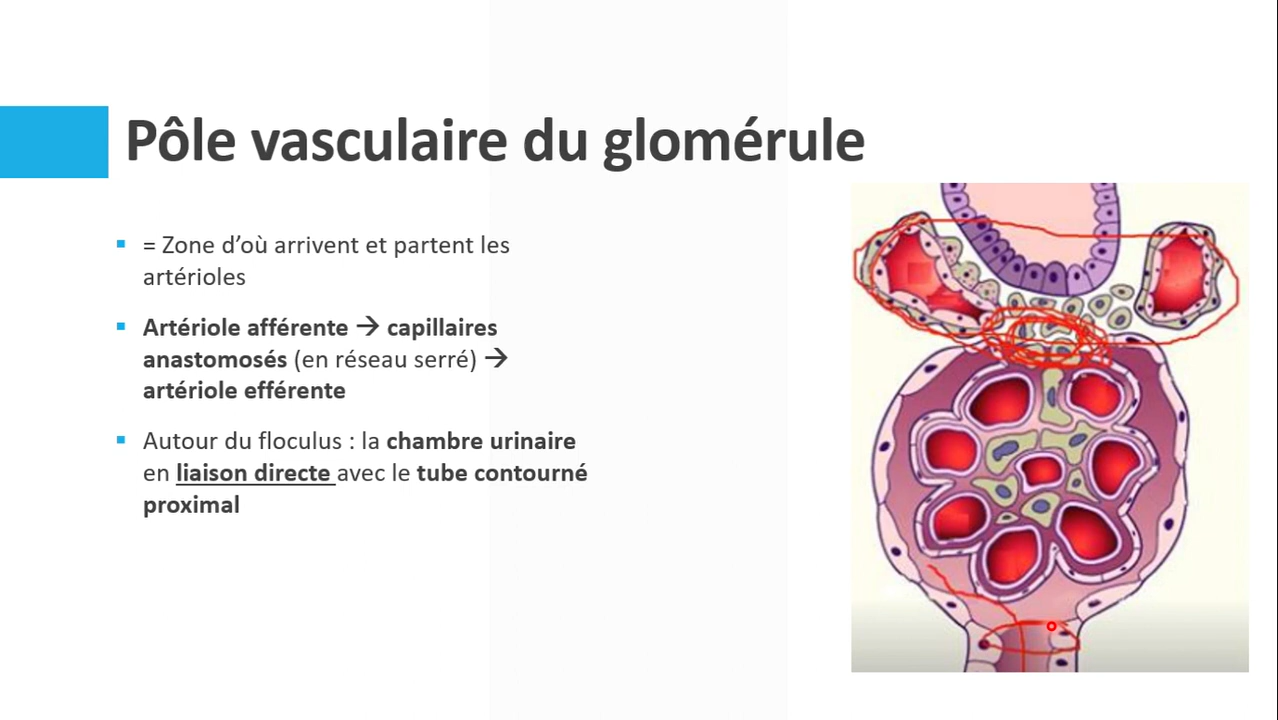 Pôle vasculaire du glomérule
= Zone d’où arrivent et partent les
artérioles
Artériole afférente → capillaires
anastomosés (en réseau serré) →
artériole efférente
Autour du floculus : la chambre urinaire
en liaison directe avec le tube contourné
proximal